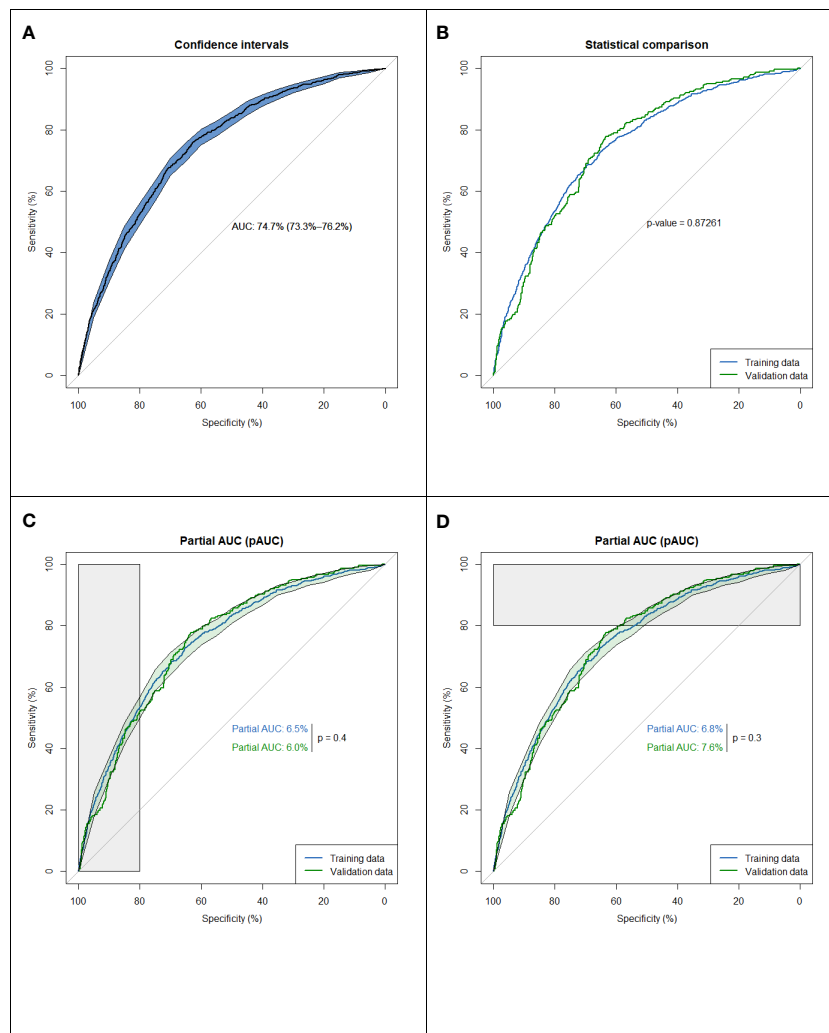 A
Confidence intervals
100
80
60
40
20
0
Sensitivity (%)
AUC: 74.7% (73.3%–76.2%)
100
80
60
40
20
0
Specificity (%)
B
Statistical comparison
100
80
60
40
20
0
Sensitivity (%)
p-value = 0.87261
Training data
Validation data
100
80
60
40
20
0
Specificity (%)
C
Partial AUC (pAUC)
100
80
60
40
20
0
Sensitivity (%)
Partial AUC: 6.5%
Partial AUC: 6.0%
p = 0.4
Training data
Validation data
100
80
60
40
20
0
Specificity (%)
D
Partial AUC (pAUC)
100
80
60
40
20
0
Sensitivity (%)
Partial AUC: 6.8%
Partial AUC: 7.6%
p = 0.3
Training data
Validation data
100
80
60
40
20
0
Specificity (%)